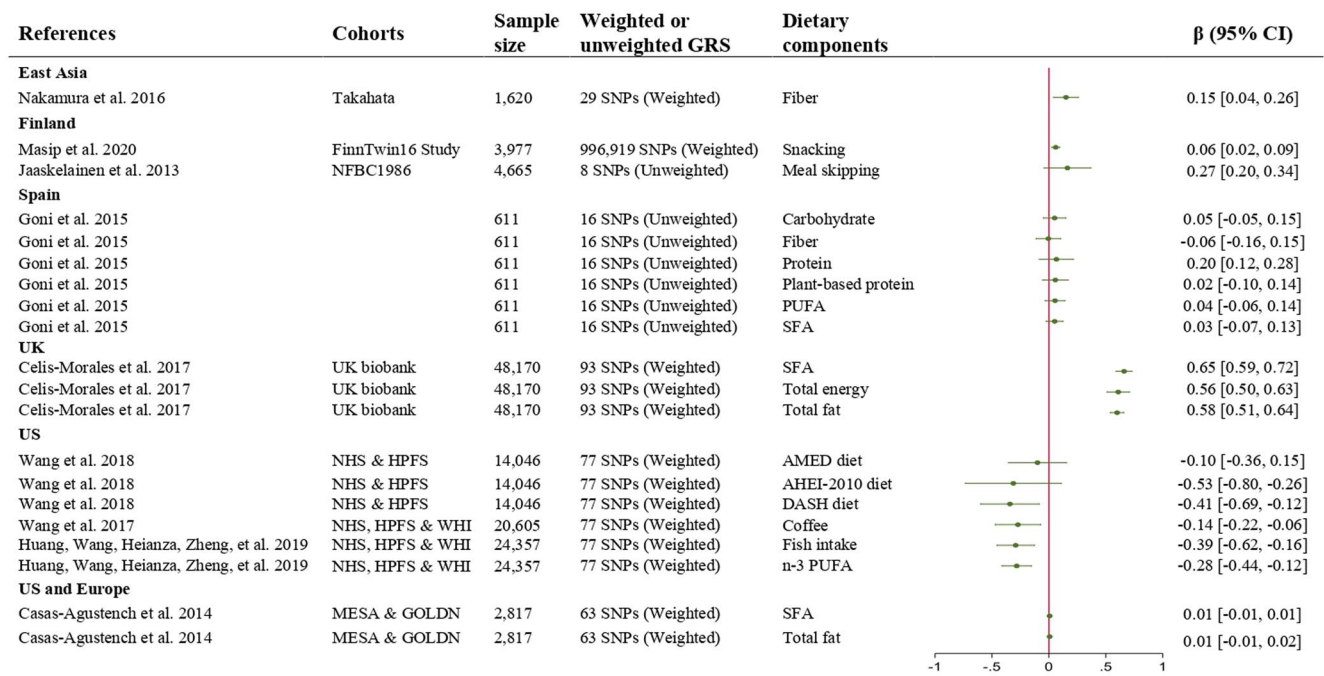 References Cohorts Sample size Weighted or unweighted GRS Dietary components β (95% CI)
East Asia
Nakamura et al. 2016 Takahata 1,620 29 SNPs (Weighted) Fiber 0.15 [0.04, 0.26]
Finland
Masip et al. 2020 FinnTwin16 Study 3,977 996,919 SNPs (Weighted) Snacking 0.06 [0.02, 0.09]
Jaaskelainen et al. 2013 NFBC1986 4,665 8 SNPs (Unweighted) Meal skipping 0.27 [0.20, 0.34]
Spain
Goni et al. 2015 611 16 SNPs (Unweighted) Carbohydrate 0.05 [-0.05, 0.15]
Goni et al. 2015 611 16 SNPs (Unweighted) Fiber -0.06 [-0.16, 0.15]
Goni et al. 2015 611 16 SNPs (Unweighted) Protein 0.20 [0.12, 0.28]
Goni et al. 2015 611 16 SNPs (Unweighted) Plant-based protein 0.02 [-0.10, 0.14]
Goni et al. 2015 611 16 SNPs (Unweighted) PUFA 0.04 [-0.06, 0.14]
Goni et al. 2015 611 16 SNPs (Unweighted) SFA 0.03 [-0.07, 0.13]
UK
Celis-Morales et al. 2017 UK biobank 48,170 93 SNPs (Weighted) SFA 0.65 [0.59, 0.72]
Celis-Morales et al. 2017 UK biobank 48,170 93 SNPs (Weighted) Total energy 0.56 [0.50, 0.63]
Celis-Morales et al. 2017 UK biobank 48,170 93 SNPs (Weighted) Total fat 0.58 [0.51, 0.64]
US
Wang et al. 2018 NHS & HPFS 14,046 77 SNPs (Weighted) AMED diet -0.10 [-0.36, 0.15]
Wang et al. 2018 NHS & HPFS 14,046 77 SNPs (Weighted) AHEI-2010 diet -0.53 [-0.80, -0.26]
Wang et al. 2018 NHS & HPFS 14,046 77 SNPs (Weighted) DASH diet -0.41 [-0.69, -0.12]
Wang et al. 2017 NHS, HPFS & WHI 20,605 77 SNPs (Weighted) Coffee -0.14 [-0.22, -0.06]
Huang, Wang, Heianza, Zheng, et al. 2019 NHS, HPFS & WHI 24,357 77 SNPs (Weighted) Fish intake -0.39 [-0.62, -0.16]
Huang, Wang, Heianza, Zheng, et al. 2019 NHS, HPFS & WHI 24,357 77 SNPs (Weighted) n-3 PUFA -0.28 [-0.44, -0.12]
US and Europe
Casas-Agustench et al. 2014 MESA & GOLDN 2,817 63 SNPs (Weighted) SFA 0.01 [-0.01, 0.01]
Casas-Agustench et al. 2014 MESA & GOLDN 2,817 63 SNPs (Weighted) Total fat 0.01 [-0.01, 0.02]
-1 -.5 0 .5 1